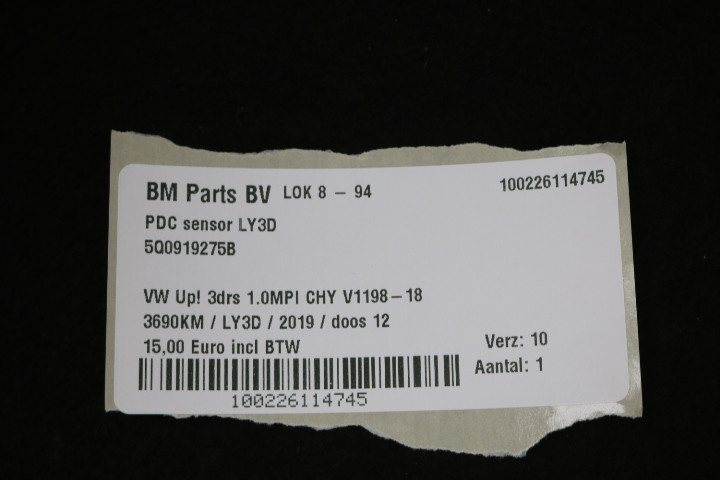 BM Parts BV LOK 8 - 94 100226114745
PDC sensor LY3D
5Q0919275B
VW Up! 3drs 1.0MPI CHY V1198-18
3690KM / LY3D / 2019 / doos 12
15,00 Euro incl BTW
Verz: 10
Aantal: 1
100226114745